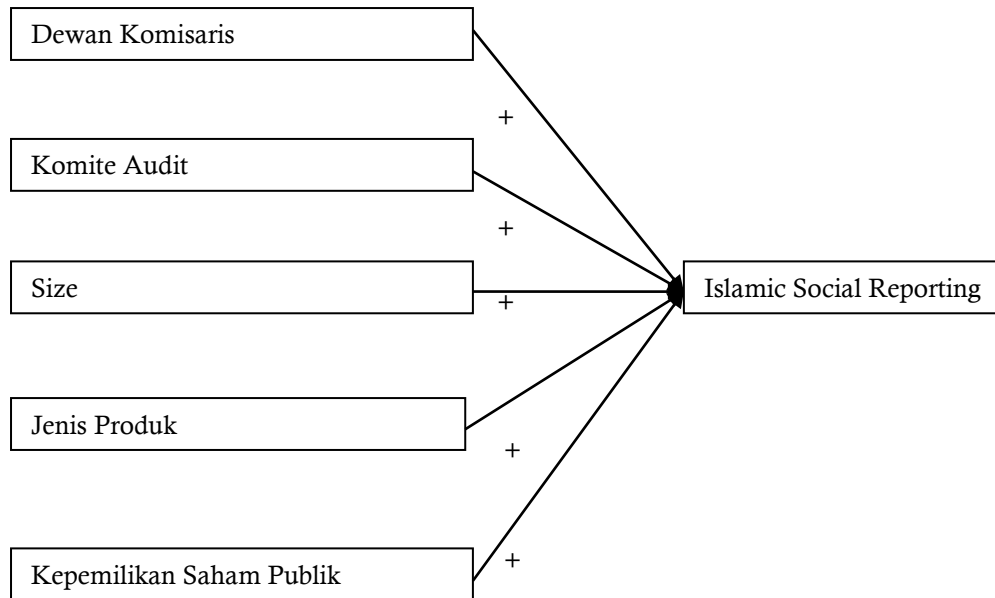 Dewan Komisaris
+
Komite Audit
+
Size
Islamic Social Reporting
+
Jenis Produk
+
Kepemilikan Saham Publik
+